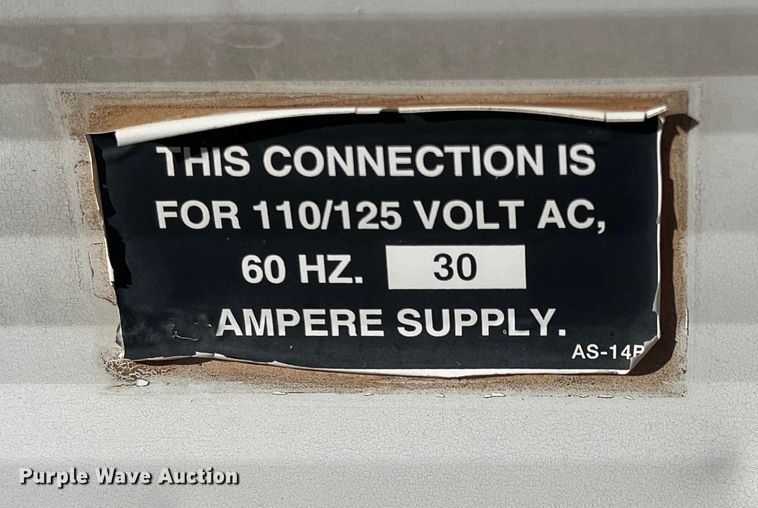 THIS CONNECTION IS
FOR 110/125 VOLT AC,
60 HZ. 30
AMPERE SUPPLY.
Purple Wave Auction